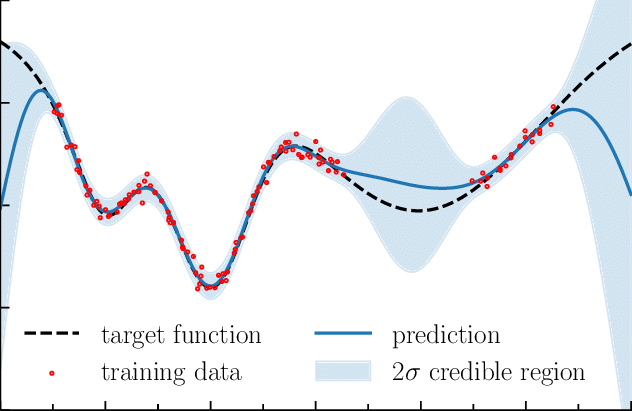 target function
prediction
training data
2σ credible region